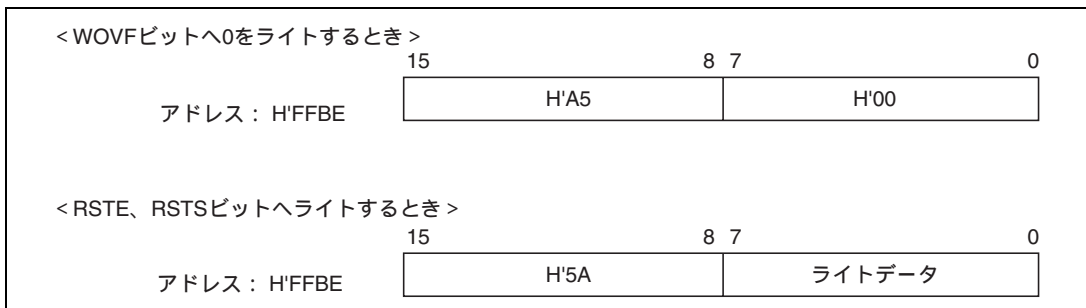 <WOVFビットへ0をライトするとき>
15 8 7 0
アドレス： H'FFBE H'A5 H'00
<RSTE、RSTSビットへライトするとき>
15 8 7 0
アドレス： H'FFBE H'5A ライトデータ